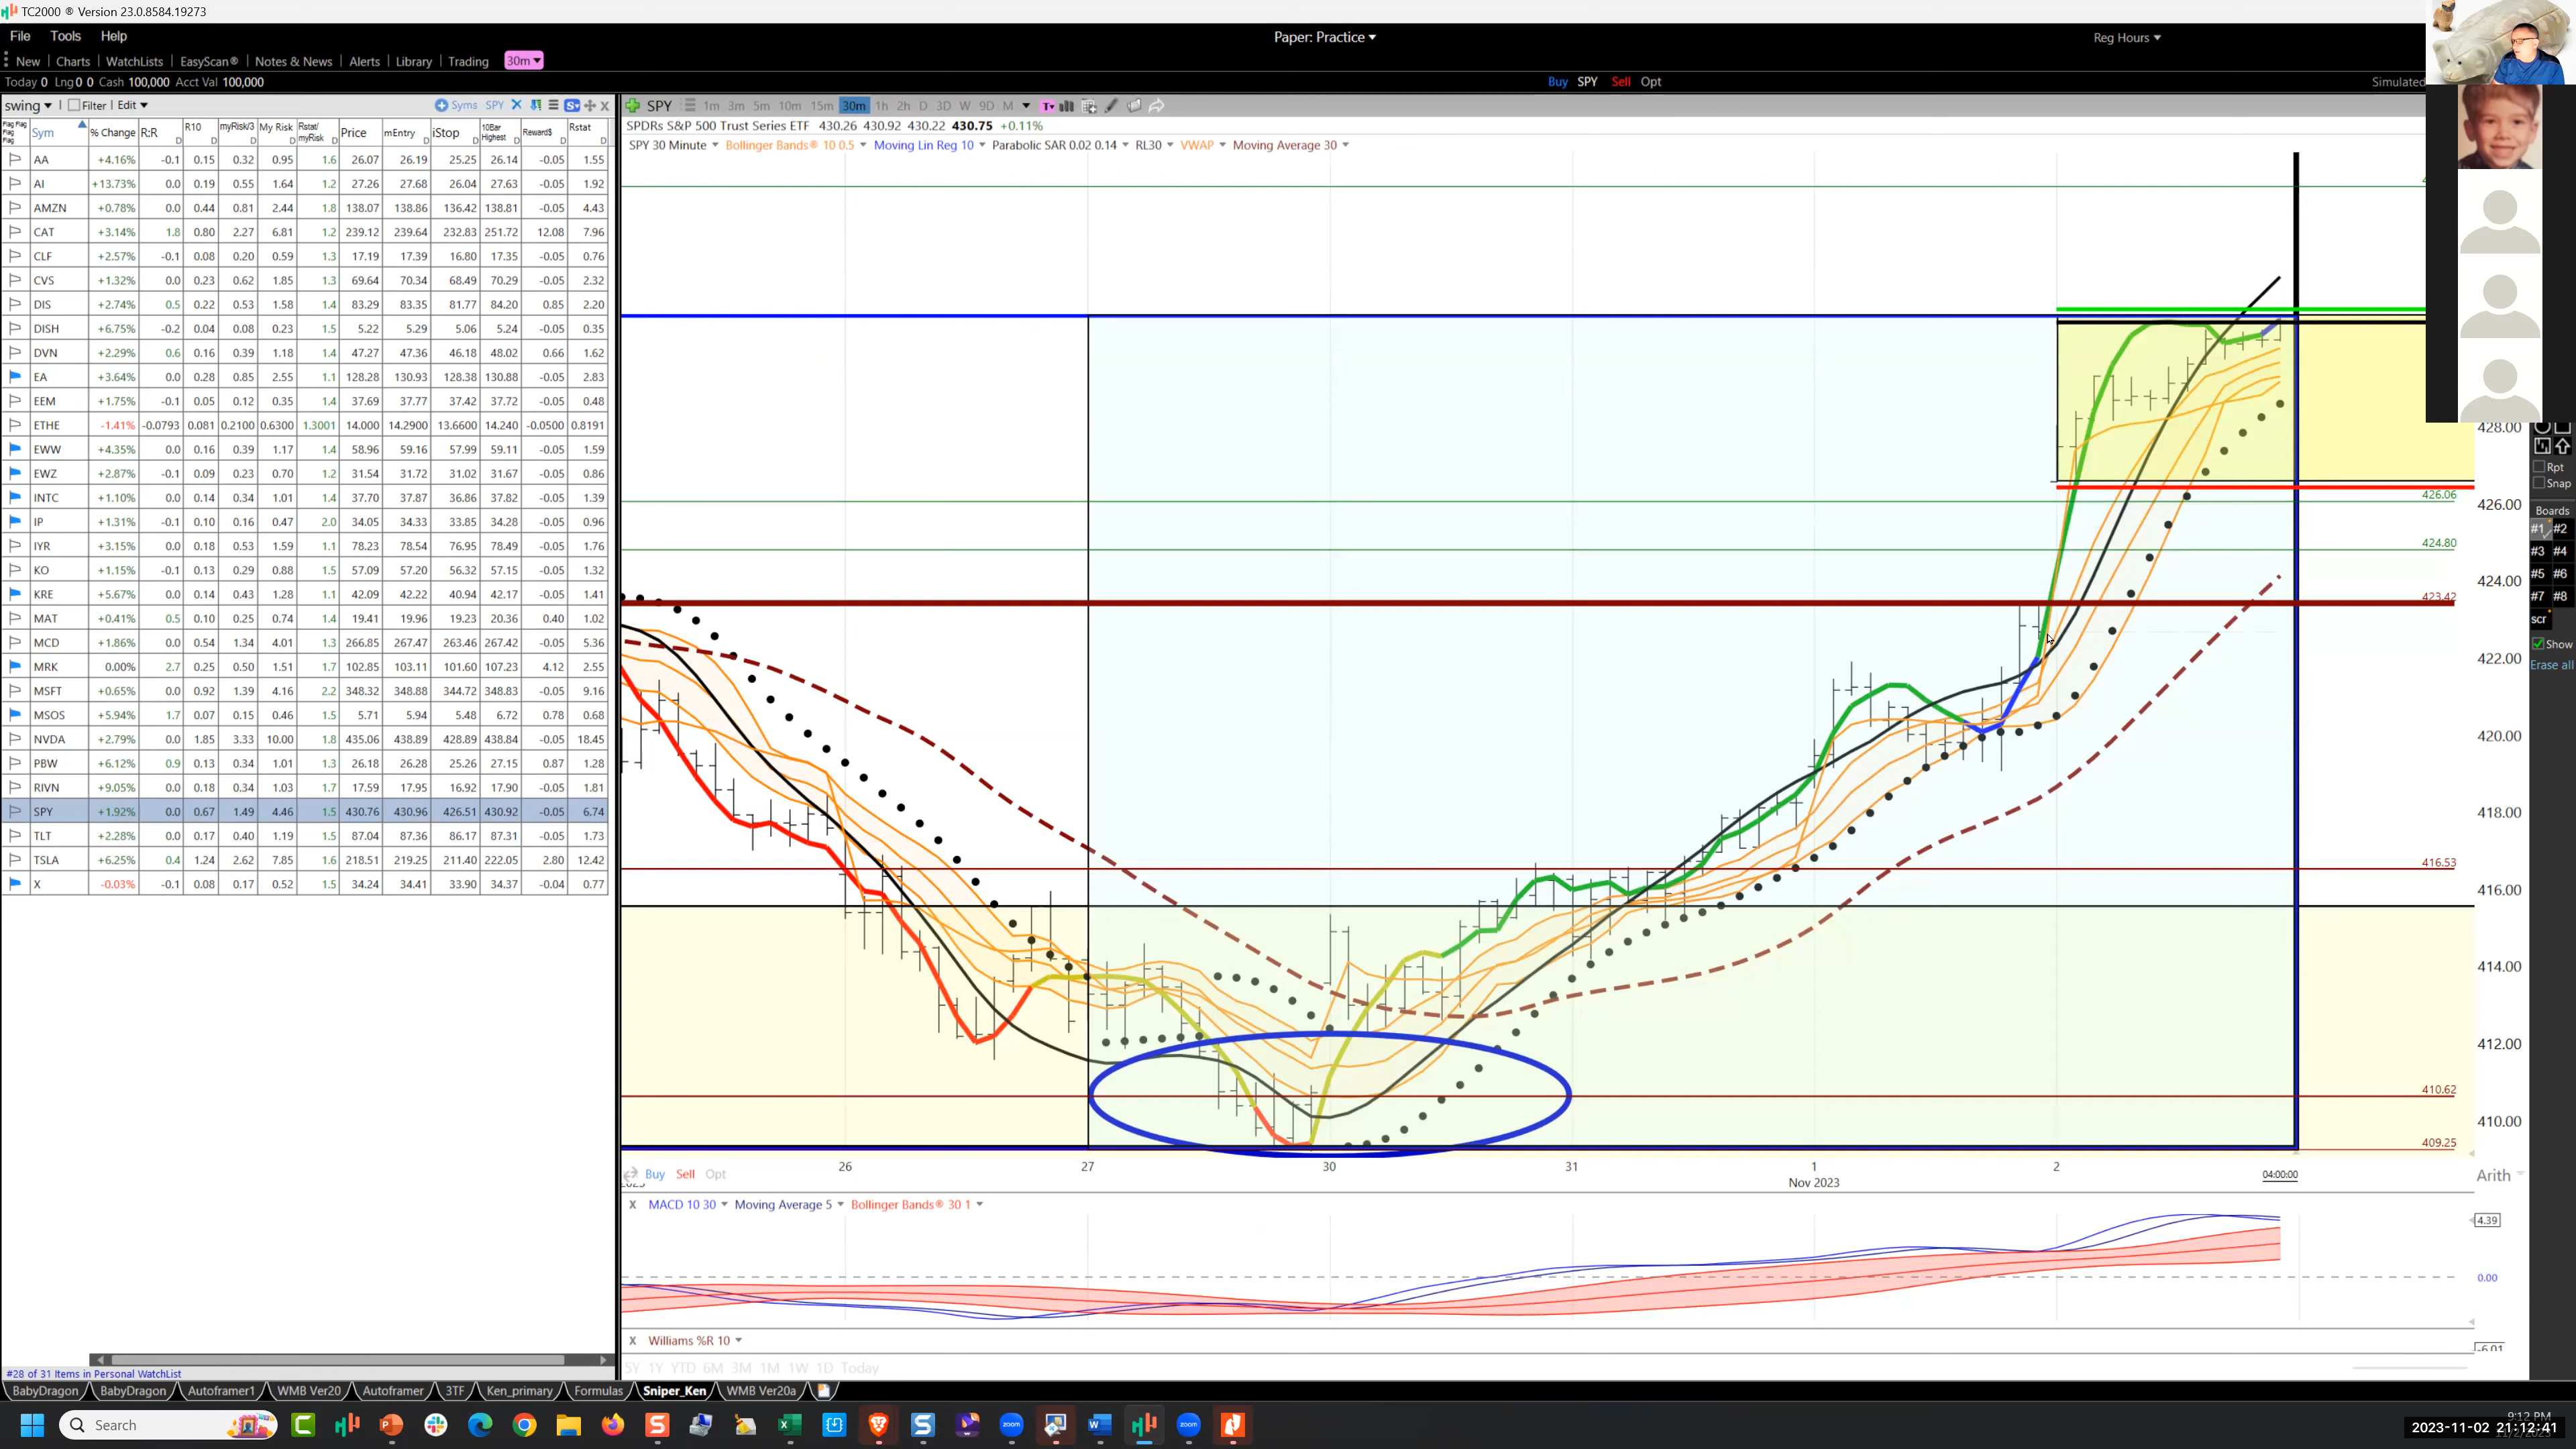 TC2000 ® Version 23.0.8584.19273
File Tools Help
Paper: Practice
Reg Hours
New Charts WatchLists EasyScan® Notes & News Alerts Library Trading 30m
Today 0 Lng 0 0 Cash 100,000 Acct Val 100,000
Buy SPY Sell Opt
Simulated
swing Filter Edit Syms SPY
Flag Flag Flag Flag Sym % Change R:R D R10 D myRisk/3 D My Risk D Rstat/ myRisk D Price mEntry D iStop D 10Bar Highest D Reward$ D Rstat D
AA +4.16% -0.1 0.15 0.32 0.95 1.6 26.07 26.19 25.25 26.14 -0.05 1.55
AI +13.73% 0.0 0.19 0.55 1.64 1.2 27.26 27.68 26.04 27.63 -0.05 1.92
AMZN +0.78% 0.0 0.44 0.81 2.44 1.8 138.07 138.86 136.42 138.81 -0.05 4.43
CAT +3.14% 1.8 0.80 2.27 6.81 1.2 239.12 239.64 232.83 251.72 12.08 7.96
CLF +2.57% -0.1 0.08 0.20 0.59 1.3 17.19 17.39 16.80 17.35 -0.05 0.76
CVS +1.32% 0.0 0.23 0.62 1.85 1.3 69.64 70.34 68.49 70.29 -0.05 2.32
DIS +2.74% 0.5 0.22 0.53 1.58 1.4 83.29 83.35 81.77 84.20 0.85 2.20
DISH +6.75% -0.2 0.04 0.08 0.23 1.5 5.22 5.29 5.06 5.24 -0.05 0.35
DVN +2.29% 0.6 0.16 0.39 1.18 1.4 47.27 47.36 46.18 48.02 0.66 1.62
EA +3.64% 0.0 0.28 0.85 2.55 1.1 128.28 130.93 128.38 130.88 -0.05 2.83
EEM +1.75% -0.1 0.05 0.12 0.35 1.4 37.69 37.77 37.42 37.72 -0.05 0.48
ETHE -1.41% -0.0793 0.081 0.2100 0.6300 1.3001 14.000 14.2900 13.6600 14.240 -0.0500 0.8191
EWW +4.35% 0.0 0.16 0.39 1.17 1.4 58.96 59.16 57.99 59.11 -0.05 1.59
EWZ +2.87% -0.1 0.09 0.23 0.70 1.2 31.54 31.72 31.02 31.67 -0.05 0.86
INTC +1.10% 0.0 0.14 0.34 1.01 1.4 37.70 37.87 36.86 37.82 -0.05 1.39
IP +1.31% -0.1 0.10 0.16 0.47 2.0 34.05 34.33 33.85 34.28 -0.05 0.96
IYR +3.15% 0.0 0.18 0.53 1.59 1.1 78.23 78.54 76.95 78.49 -0.05 1.76
KO +1.15% -0.1 0.13 0.29 0.88 1.5 57.09 57.20 56.32 57.15 -0.05 1.32
KRE +5.67% 0.0 0.14 0.43 1.28 1.1 42.09 42.22 40.94 42.17 -0.05 1.41
MAT +0.41% 0.5 0.10 0.25 0.74 1.4 19.41 19.96 19.23 20.36 0.40 1.02
MCD +1.86% 0.0 0.54 1.34 4.01 1.3 266.85 267.47 263.46 267.42 -0.05 5.36
MRK 0.00% 2.7 0.25 0.50 1.51 1.7 102.85 103.11 101.60 107.23 4.12 2.55
MSFT +0.65% 0.0 0.92 1.39 4.16 2.2 348.32 348.88 344.72 348.83 -0.05 9.16
MSOS +5.94% 1.7 0.07 0.15 0.46 1.5 5.71 5.94 5.48 6.72 0.78 0.68
NVDA +2.79% 0.0 1.85 3.33 10.00 1.8 435.06 438.89 428.89 438.84 -0.05 18.45
PBW +6.12% 0.9 0.13 0.34 1.01 1.3 26.18 26.28 25.26 27.15 0.87 1.28
RIVN +9.05% 0.0 0.18 0.34 1.03 1.7 17.59 17.95 16.92 17.90 -0.05 1.81
SPY +1.92% 0.0 0.67 1.49 4.46 1.5 430.76 430.96 426.51 430.92 -0.05 6.74
TLT +2.28% 0.0 0.17 0.40 1.19 1.5 87.04 87.36 86.17 87.31 -0.05 1.73
TSLA +6.25% 0.4 1.24 2.62 7.85 1.6 218.51 219.25 211.40 222.05 2.80 12.42
X -0.03% -0.1 0.08 0.17 0.52 1.5 34.24 34.41 33.90 34.37 -0.04 0.77
#28 of 31 Items in Personal WatchList
SPY 1m 3m 5m 10m 15m 30m 1h 2h D 3D W 9D M
SPDRs S&P 500 Trust Series ETF 430.26 430.92 430.22 430.75 +0.11%
SPY 30 Minute Bollinger Bands® 10 0.5 Moving Lin Reg 10 Parabolic SAR 0.02 0.14 RL30 VWAP Moving Average 30
428.00
426.06
426.00
424.80
424.00
423.42
422.00
420.00
418.00
416.53
416.00
414.00
412.00
410.62
410.00
409.25
Rpt
Snap
Boards
#1 #2
#3 #4
#5 #6
#7 #8
scr
Show
Erase all
Buy Sell Opt
26 27 30 31 1 2
Nov 2023
04:00:00
Arith
X MACD 10 30 Moving Average 5 Bollinger Bands® 30 1
4.39
0.00
X Williams %R 10
-6.01
5Y 1Y YTD 6M 3M 1M 1W 1D Today
BabyDragon BabyDragon Autoframer1 WMB Ver20 Autoframer 3TF Ken_primary Formulas Sniper_Ken WMB Ver20a
Search
zoom
zoom
9:12 PM
2023-11-02 21:12:41